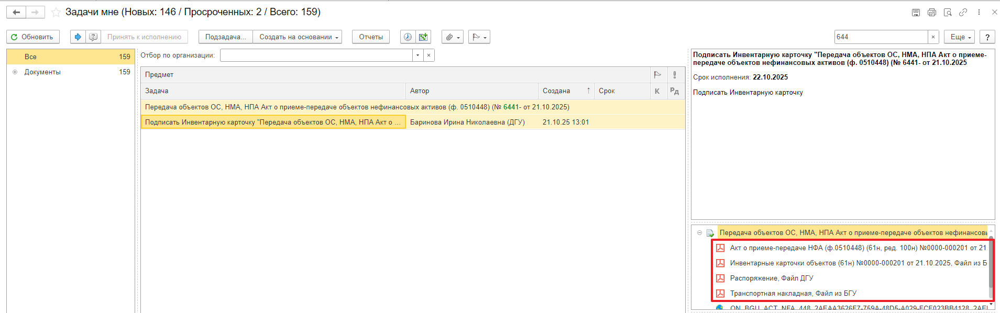 Задачи мне (Новых: 146 / Просроченных: 2 / Всего: 159)
Обновить
Принять к исполнению
Подзадача...
Создать на основании
Отчеты
644
×
Еще
?
Все 159
Документы 159
Отбор по организации:
Предмет
Задача Автор Создана ↑ Срок К Рд
Передача объектов ОС, НМА, НПА Акт о приеме-передаче объектов нефинансовых активов (ф. 0510448) (№ 6441- от 21.10.2025)
Подписать Инвентарную карточку "Передача объектов ОС, НМА, НПА Акт о ... Баринова Ирина Николаевна (ДГУ) 21.10.25 13:01
Подписать Инвентарную карточку "Передача объектов ОС, НМА, НПА Акт о приеме-
передаче объектов нефинансовых активов (ф. 0510448) (№ 6441- от 21.10.2025
Срок исполнения: 22.10.2025
Подписать Инвентарную карточку
Передача объектов ОС, НМА, НПА Акт о приеме-передаче объектов нефинансовы
Акт о приеме-передаче НФА (ф.0510448) (61н, ред. 100н) №0000-000201 от 21
Инвентарные карточки объектов (61н) №0000-000201 от 21.10.2025, Файл из Б
Распоряжение, Файл ДГУ
Транспортная накладная, Файл из БГУ